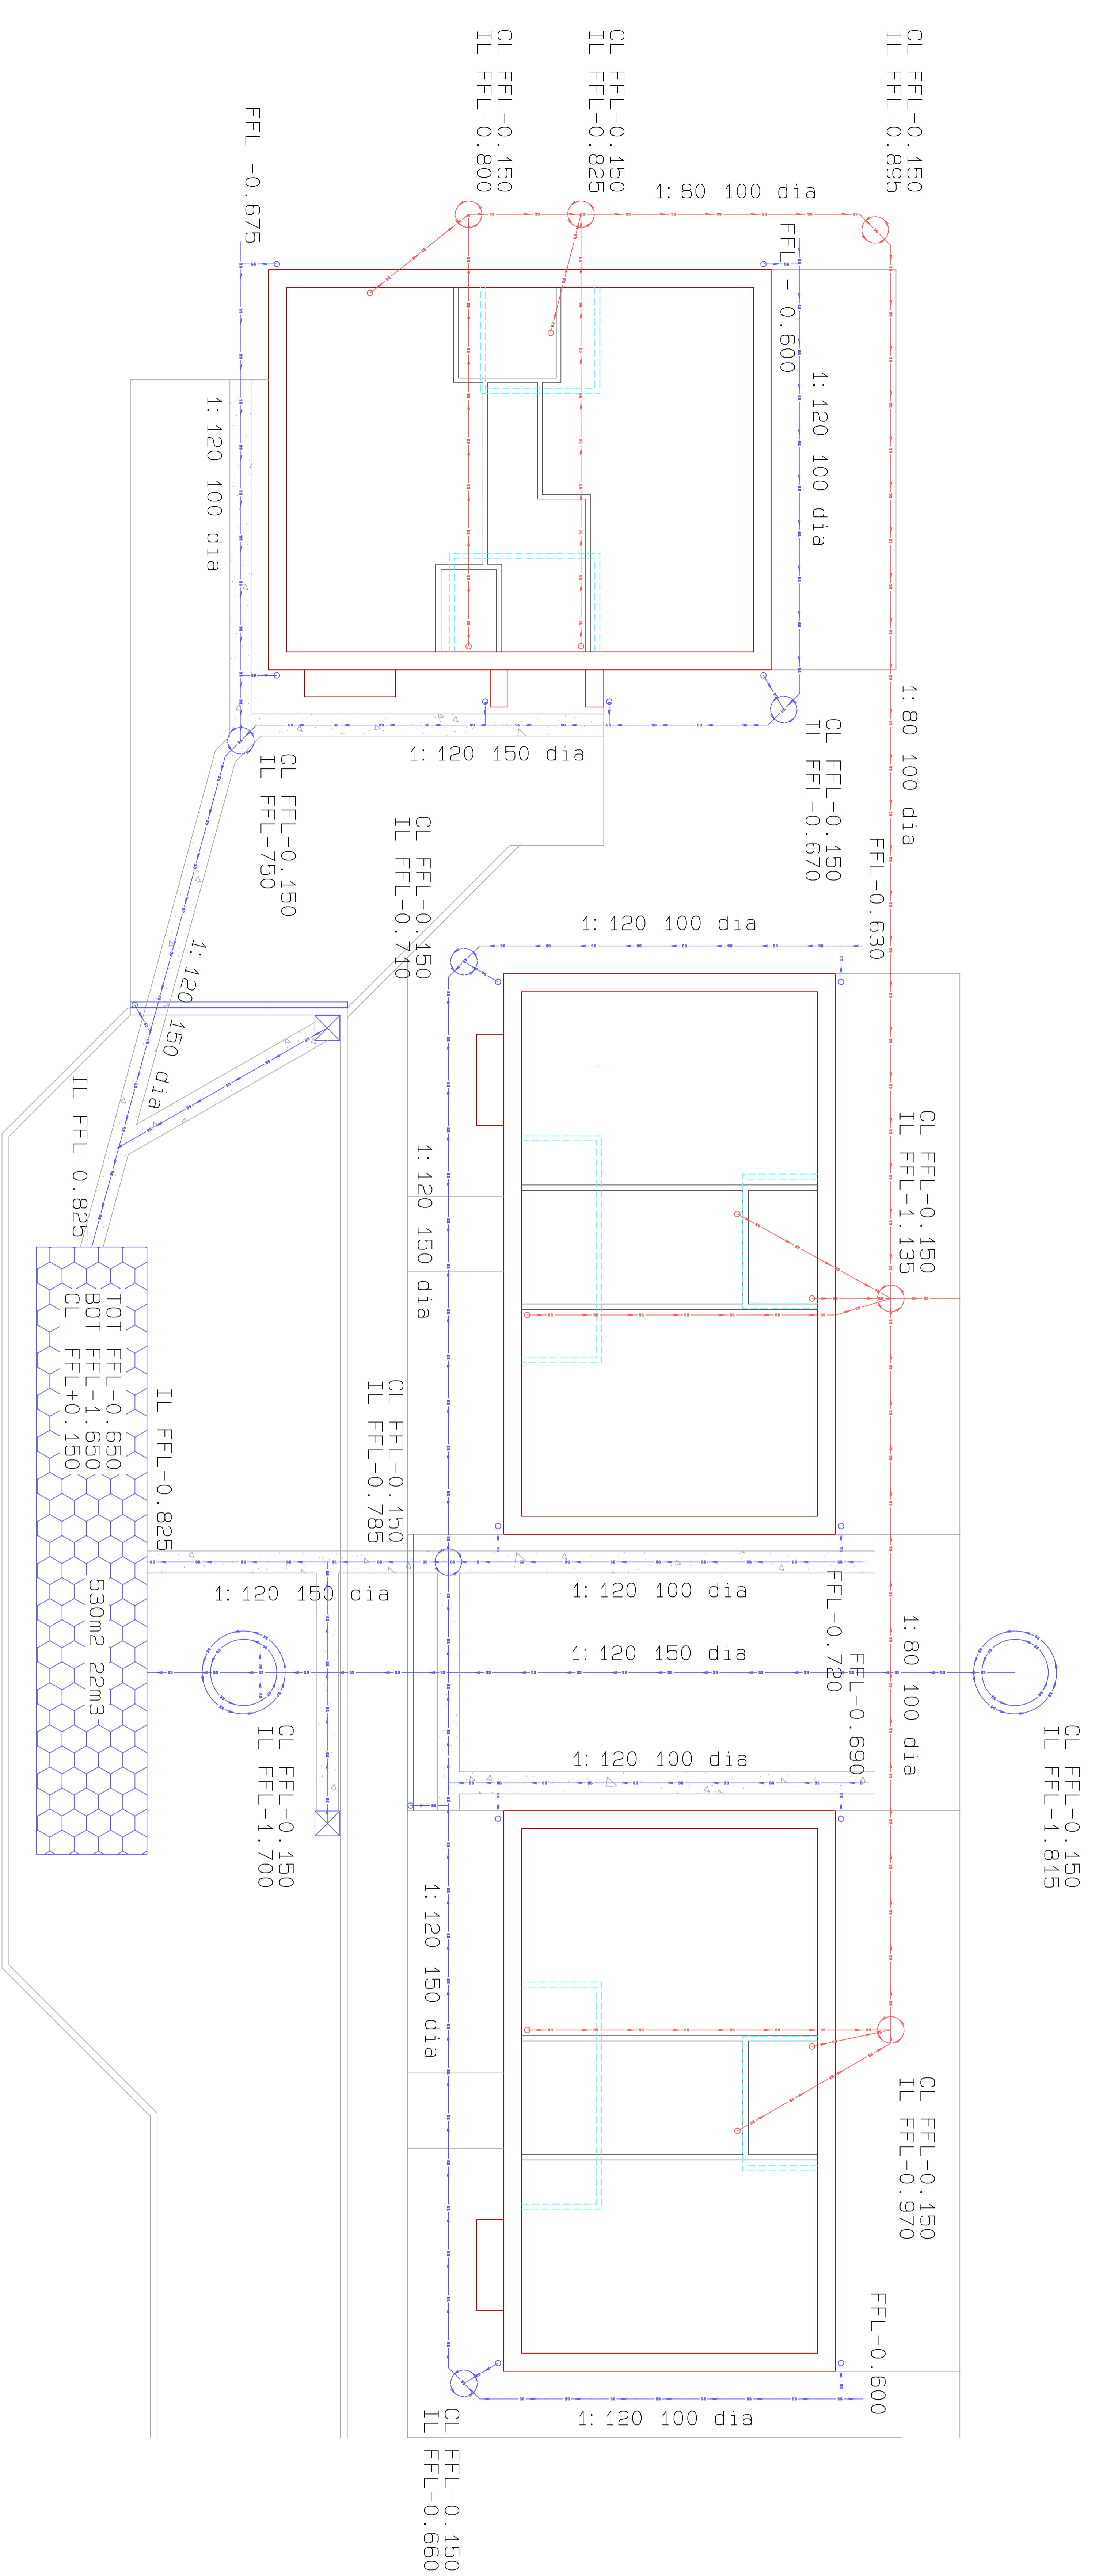 CL FFL-0.150
IL FFL-0.895
CL FFL-0.150
IL FFL-0.825
CL FFL-0.150
IL FFL-0.800
1:80 100 dia
FFL -0.675
FFL - 0.600
1:120 100 dia
1:120 100 dia
1:80 100 dia
1:120 150 dia
CL FFL-0.150
IL FFL-0.670
CL FFL-0.150
IL FFL-750
CL FFL-0.150
IL FFL-0.710
FFL-0.630
1:120 100 dia
1:120 150 dia
IL FFL-0.825
CL FFL-0.150
IL FFL-1.135
1:120 150 dia
TOT FFL-0.650
BOT FFL-1.650
CL FFL+0.150
IL FFL-0.825
CL FFL-0.150
IL FFL-0.785
1:120 150 dia
1:120 100 dia
FFL-0.720
530m2 22m3
1:120 150 dia
FFL-0.690
1:80 100 dia
CL FFL-0.150
IL FFL-1.815
CL FFL-0.150
IL FFL-1.700
1:120 100 dia
1:120 150 dia
CL FFL-0.150
IL FFL-0.970
FFL-0.600
1:120 100 dia
CL FFL-0.150
IL FFL-0.660